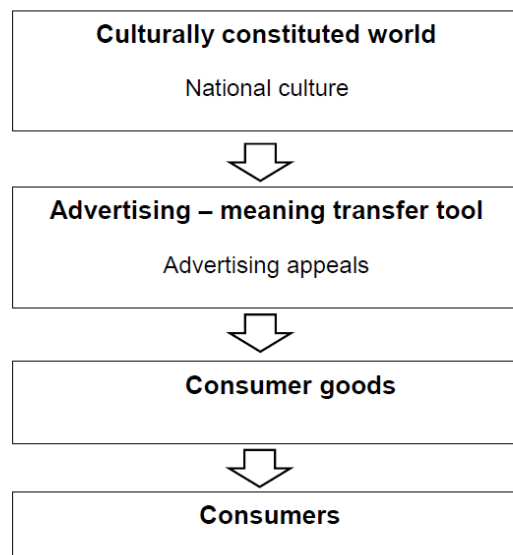 Culturally constituted world
National culture
Advertising – meaning transfer tool
Advertising appeals
Consumer goods
Consumers